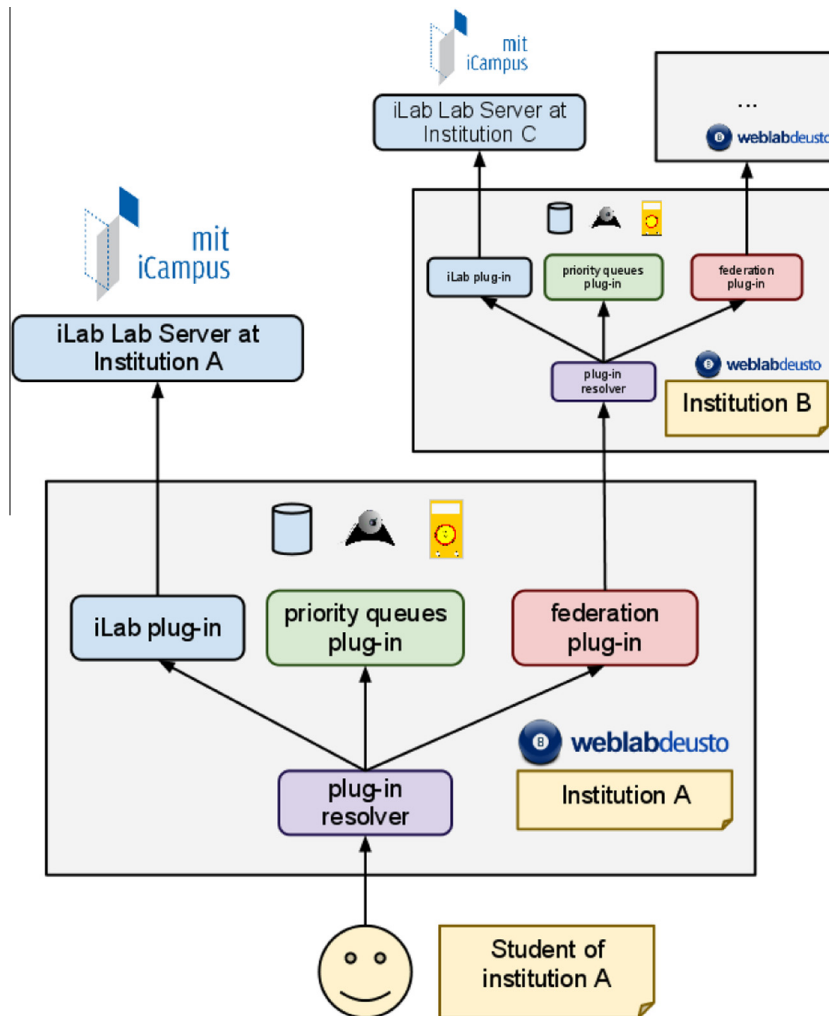 mit
iCampus
iLab Lab Server at
Institution C
...
weblabdeusto
mit
iCampus
iLab plug-in
priority queues
plug-in
federation
plug-in
iLab Lab Server at
Institution A
plug-in
resolver
weblabdeusto
Institution B
iLab plug-in
priority queues
plug-in
federation
plug-in
weblabdeusto
plug-in
resolver
Institution A
Student of
institution A